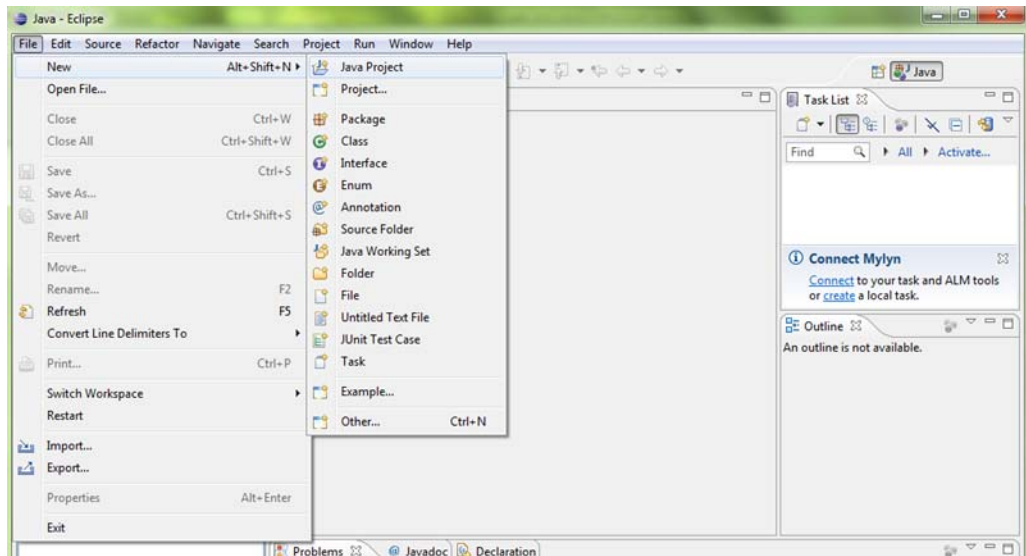 Java - Eclipse
File Edit Source Refactor Navigate Search Project Run Window Help
New Alt+Shift+N
Open File...
Close Ctrl+W
Close All Ctrl+Shift+W
Save Ctrl+S
Save As...
Save All Ctrl+Shift+S
Revert
Move...
Rename... F2
Refresh F5
Convert Line Delimiters To
Print... Ctrl+P
Switch Workspace
Restart
Import...
Export...
Properties Alt+Enter
Exit
Java Project
Project...
Package
Class
Interface
Enum
Annotation
Source Folder
Java Working Set
Folder
File
Untitled Text File
JUnit Test Case
Task
Example...
Other... Ctrl+N
Java
Task List
Find All Activate...
Connect Mylyn
Connect to your task and ALM tools
or create a local task.
Outline
An outline is not available.
Problems Javadoc Declaration